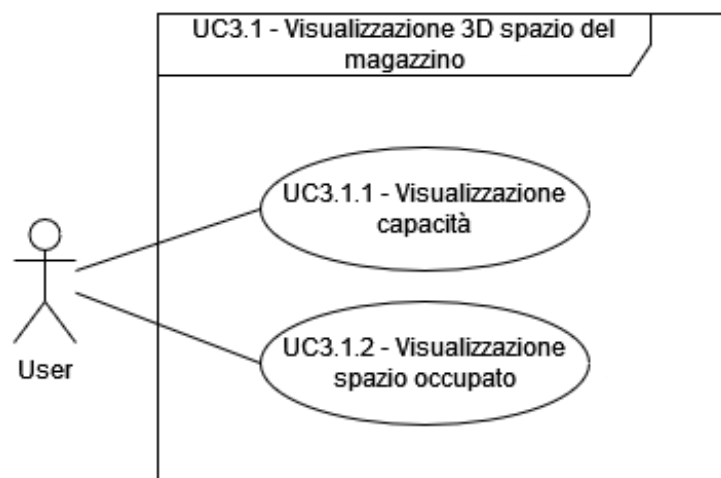 UC3.1 - Visualizzazione 3D spazio del
magazzino
UC3.1.1 - Visualizzazione
capacità
UC3.1.2 - Visualizzazione
spazio occupato
User